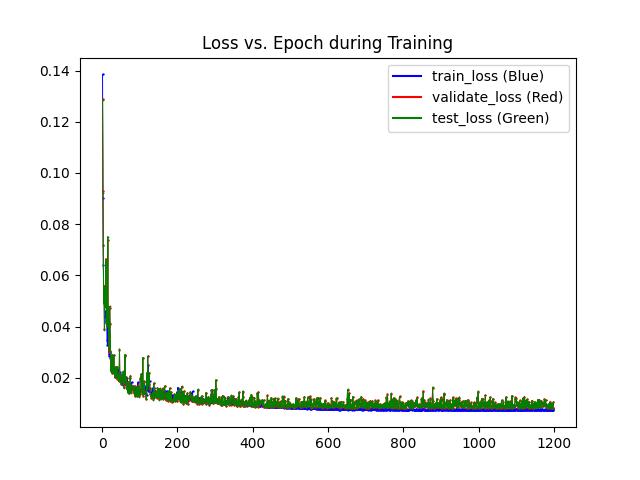 Loss vs. Epoch during Training
train_loss (Blue)
validate_loss (Red)
test_loss (Green)
0.14
0.12
0.10
0.08
0.06
0.04
0.02
0 200 400 600 800 1000 1200